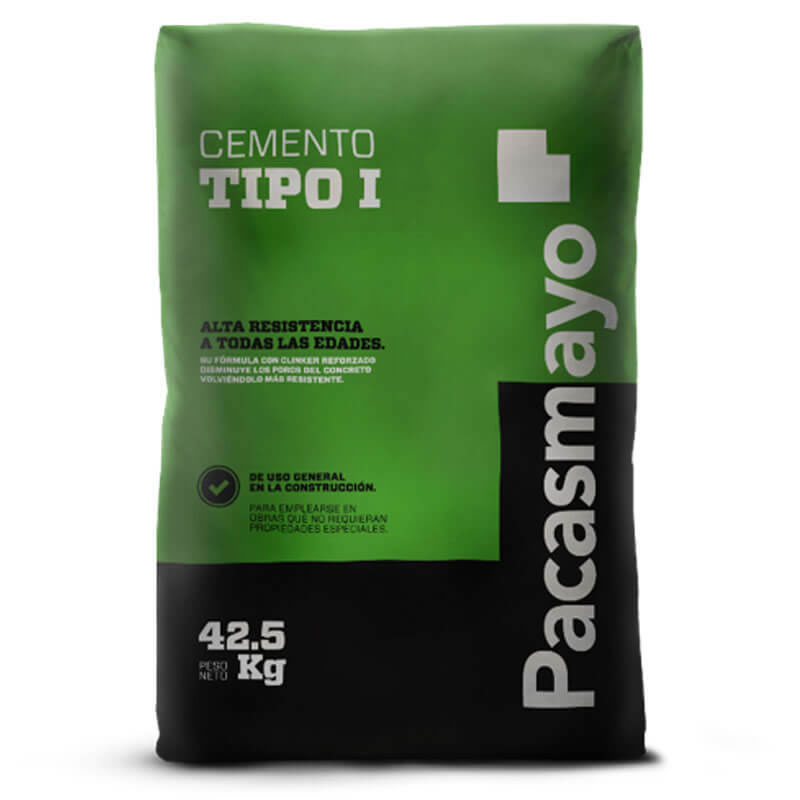 CEMENTO
TIPO I
Pacasmayo
ALTA RESISTENCIA
A TODAS LAS EDADES.
SU FÓRMULA CON CLINKER REFORZADO
DISMINUYE LOS POROS DEL CONCRETO
VOLVIÉNDOLO MÁS RESISTENTE.
DE USO GENERAL
EN LA CONSTRUCCIÓN.
PARA EMPLEARSE EN
OBRAS QUE NO REQUIERAN
PROPIEDADES ESPECIALES.
42.5
PESO
NETO
Kg